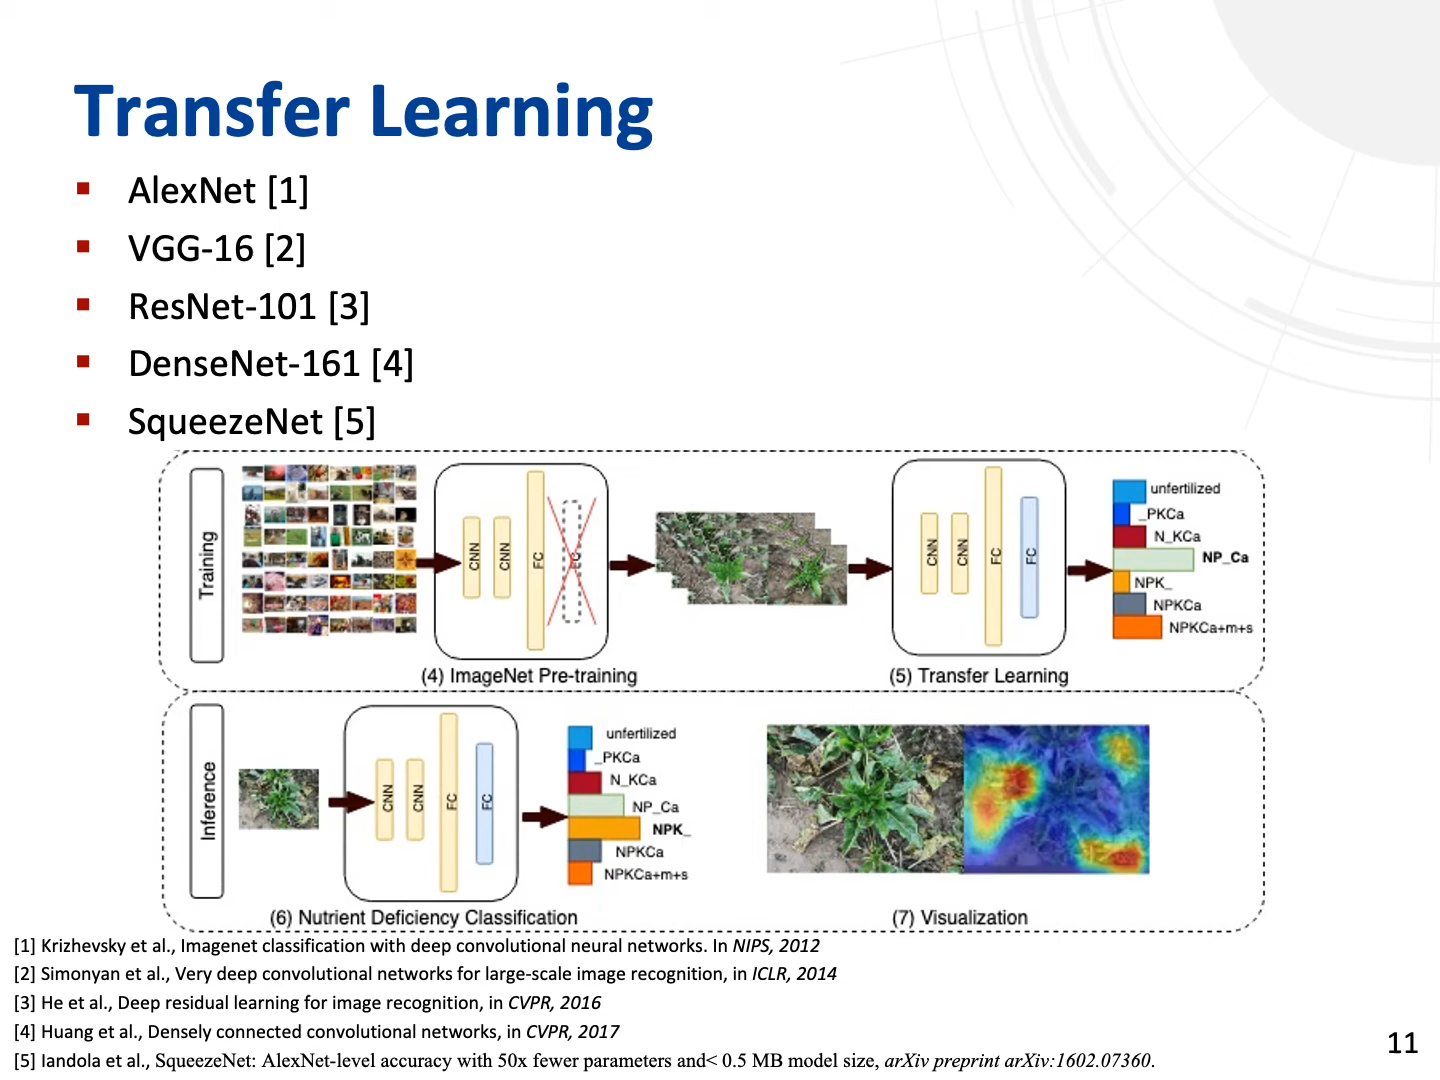 Transfer Learning
▪ AlexNet [1]
▪ VGG-16 [2]
▪ ResNet-101 [3]
▪ DenseNet-161 [4]
▪ SqueezeNet [5]
Training
CNN
CNN
FC
FC
(4) ImageNet Pre-training
CNN
CNN
FC
FC
(5) Transfer Learning
unfertilized
_PKCa
N_KCa
NP_Ca
NPK_
NPKCa
NPKCa+m+s
Inference
CNN
CNN
FC
FC
(6) Nutrient Deficiency Classification
unfertilized
_PKCa
N_KCa
NP_Ca
NPK_
NPKCa
NPKCa+m+s
(7) Visualization
[1] Krizhevsky et al., Imagenet classification with deep convolutional neural networks. In NIPS, 2012
[2] Simonyan et al., Very deep convolutional networks for large-scale image recognition, in ICLR, 2014
[3] He et al., Deep residual learning for image recognition, in CVPR, 2016
[4] Huang et al., Densely connected convolutional networks, in CVPR, 2017
[5] Iandola et al., SqueezeNet: AlexNet-level accuracy with 50x fewer parameters and< 0.5 MB model size, arXiv preprint arXiv:1602.07360.
11